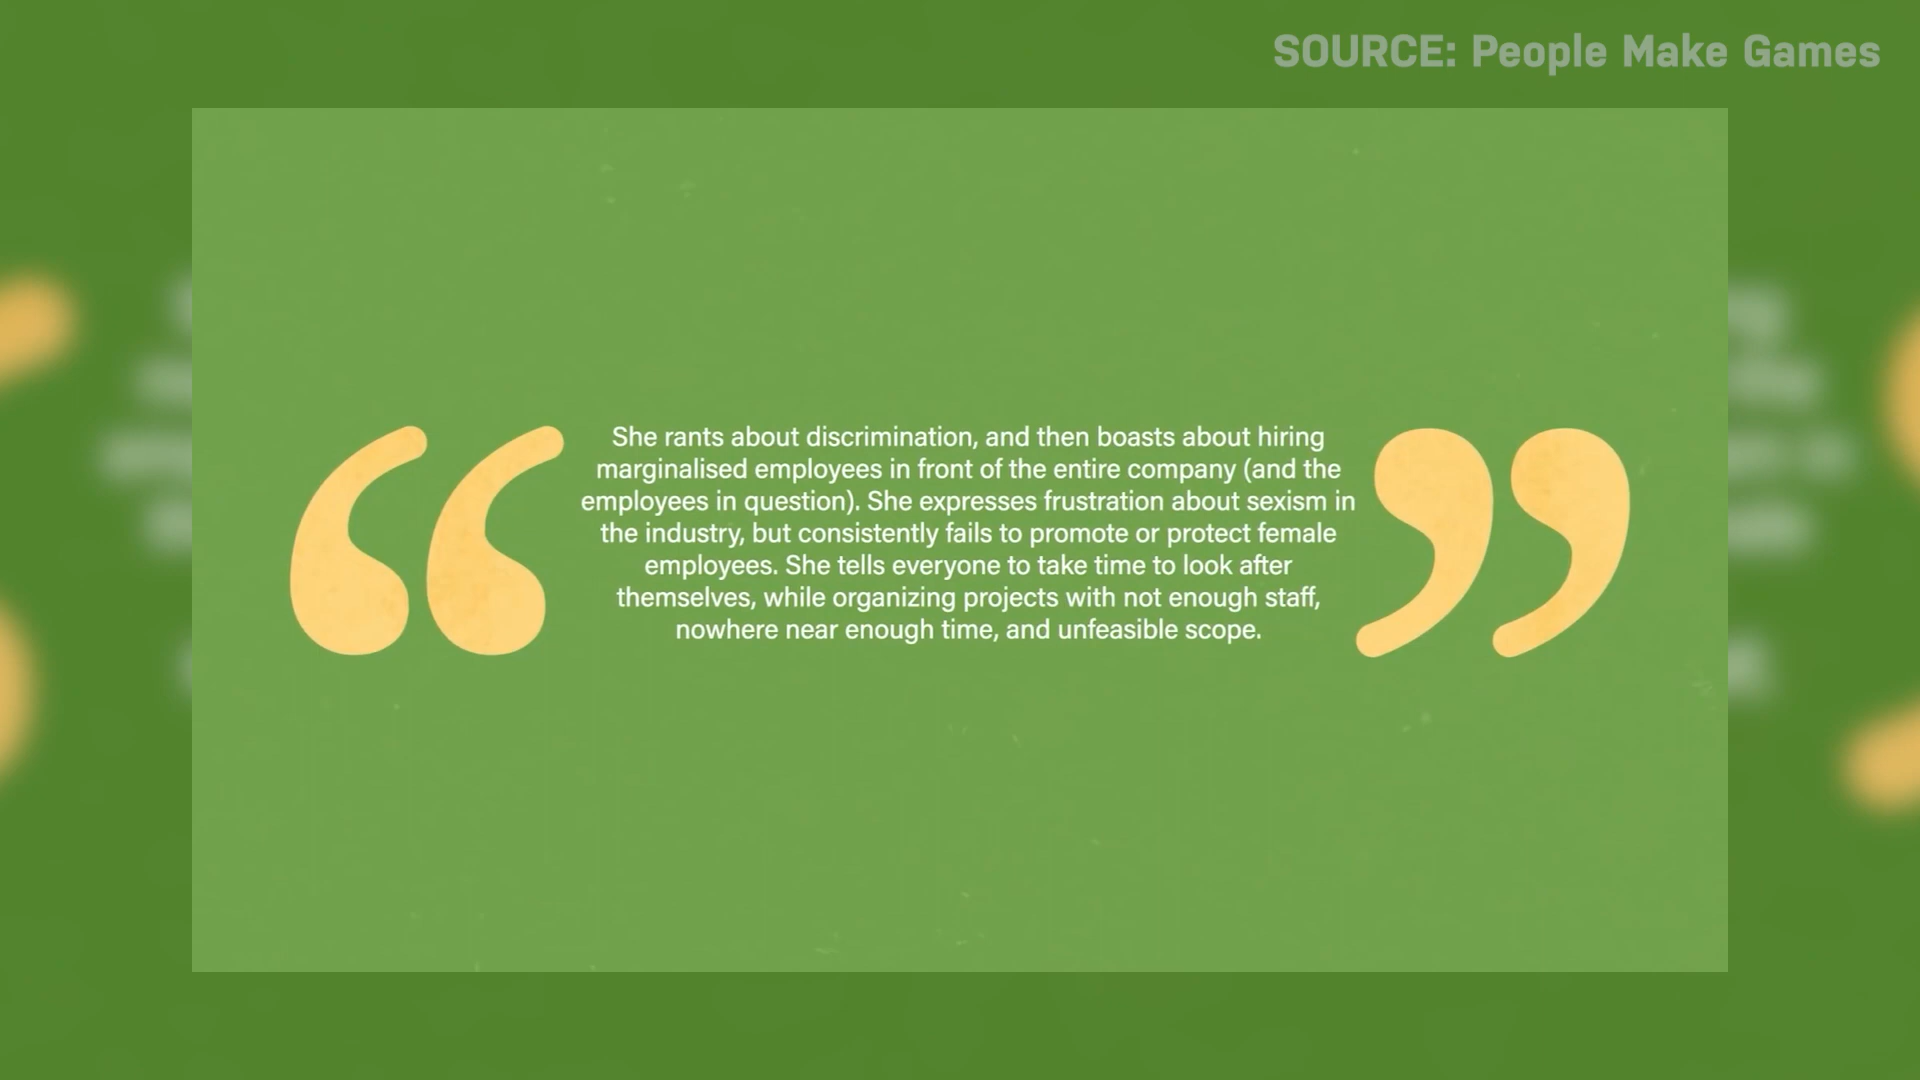 SOURCE: People Make Games
She rants about discrimination, and then boasts about hiring
marginalised employees in front of the entire company (and the
employees in question). She expresses frustration about sexism in
the industry, but consistently fails to promote or protect female
employees. She tells everyone to take time to look after
themselves, while organizing projects with not enough staff,
nowhere near enough time, and unfeasible scope.